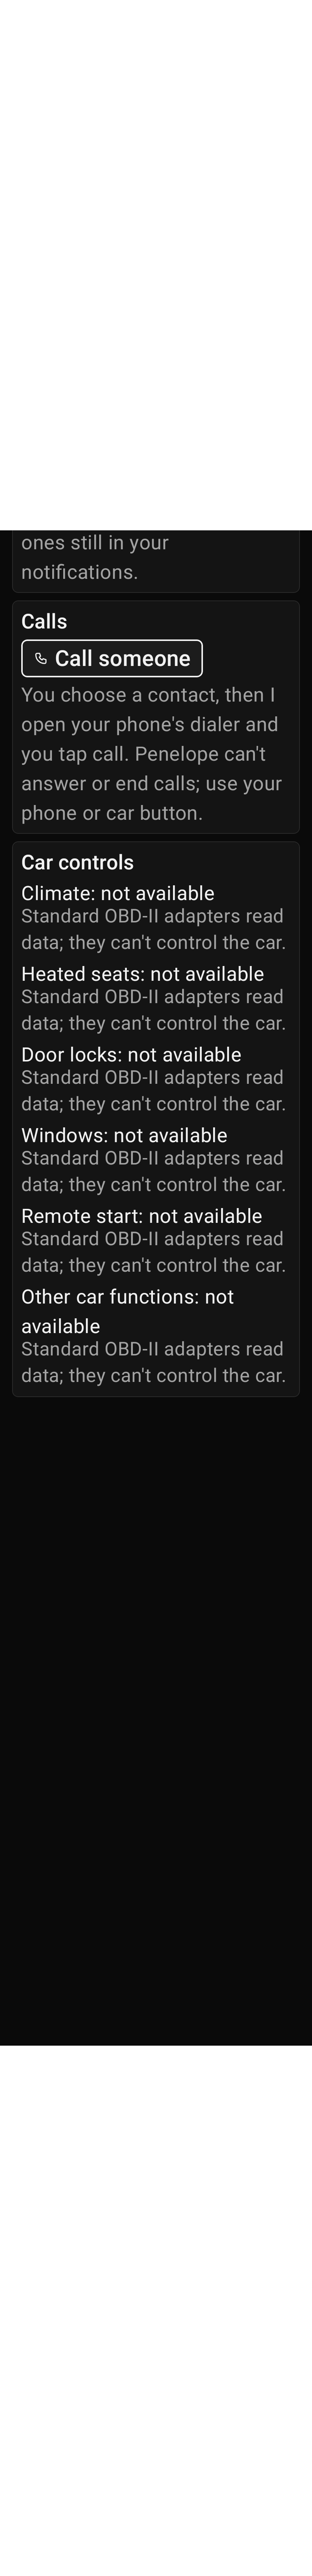 ones still in your
notifications.
Calls
Call someone
You choose a contact, then I
open your phone's dialer and
you tap call. Penelope can't
answer or end calls; use your
phone or car button.
Car controls
Climate: not available
Standard OBD-II adapters read
data; they can't control the car.
Heated seats: not available
Standard OBD-II adapters read
data; they can't control the car.
Door locks: not available
Standard OBD-II adapters read
data; they can't control the car.
Windows: not available
Standard OBD-II adapters read
data; they can't control the car.
Remote start: not available
Standard OBD-II adapters read
data; they can't control the car.
Other car functions: not
available
Standard OBD-II adapters read
data; they can't control the car.